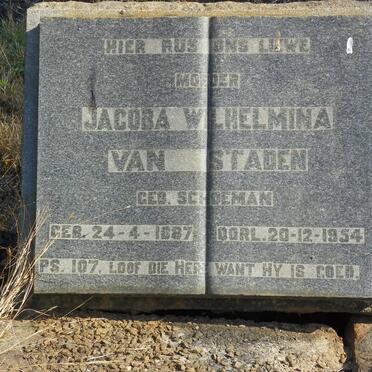 HIER RUS ONS LIEWE
MOEDER
JACOBA WILHELMINA
VAN STADEN
GEB. SCHOEMAN
GEB. 24-4-1887 OORL. 20-12-1954
PS. 107. LOOF DIE HERE WANT HY IS GOED.